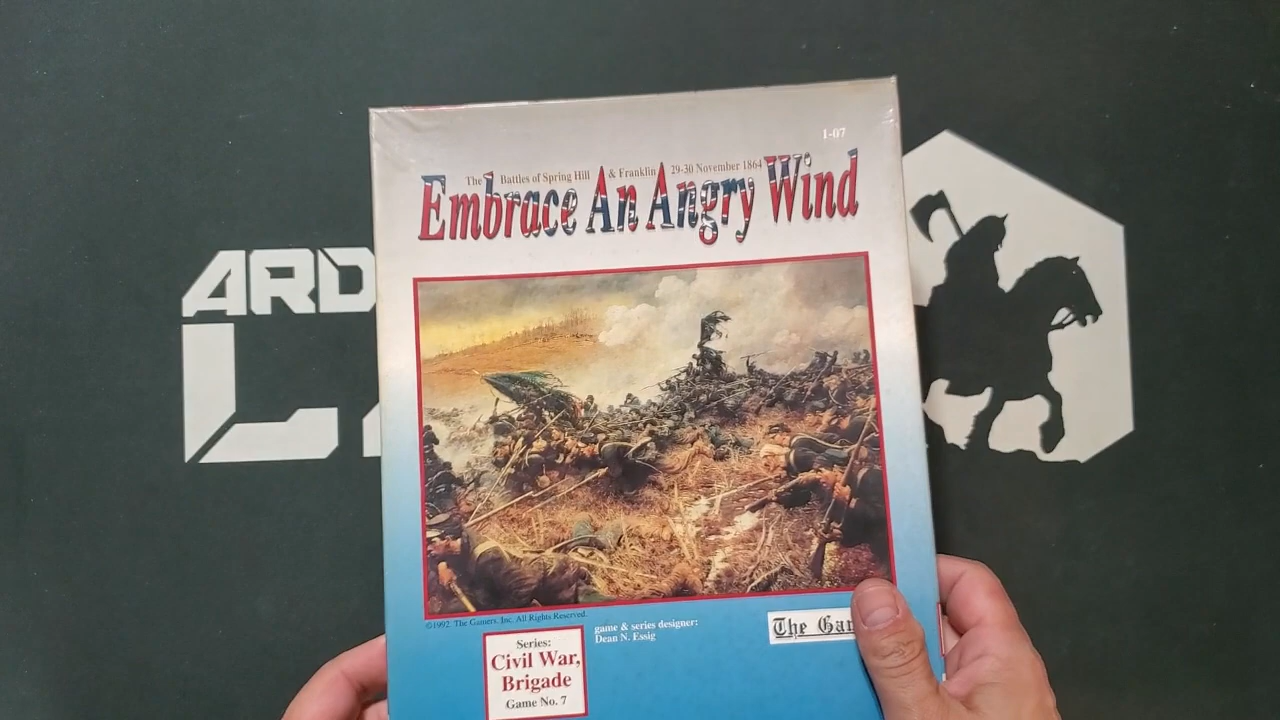 1-07
The Battles of Spring Hill & Franklin 29-30 November 1864
Embrace An Angry Wind
ARD
©1992. The Gamers, Inc. All Rights Reserved.
game & series designer:
Dean N. Essig
The Gam
Series:
Civil War,
Brigade
Game No. 7